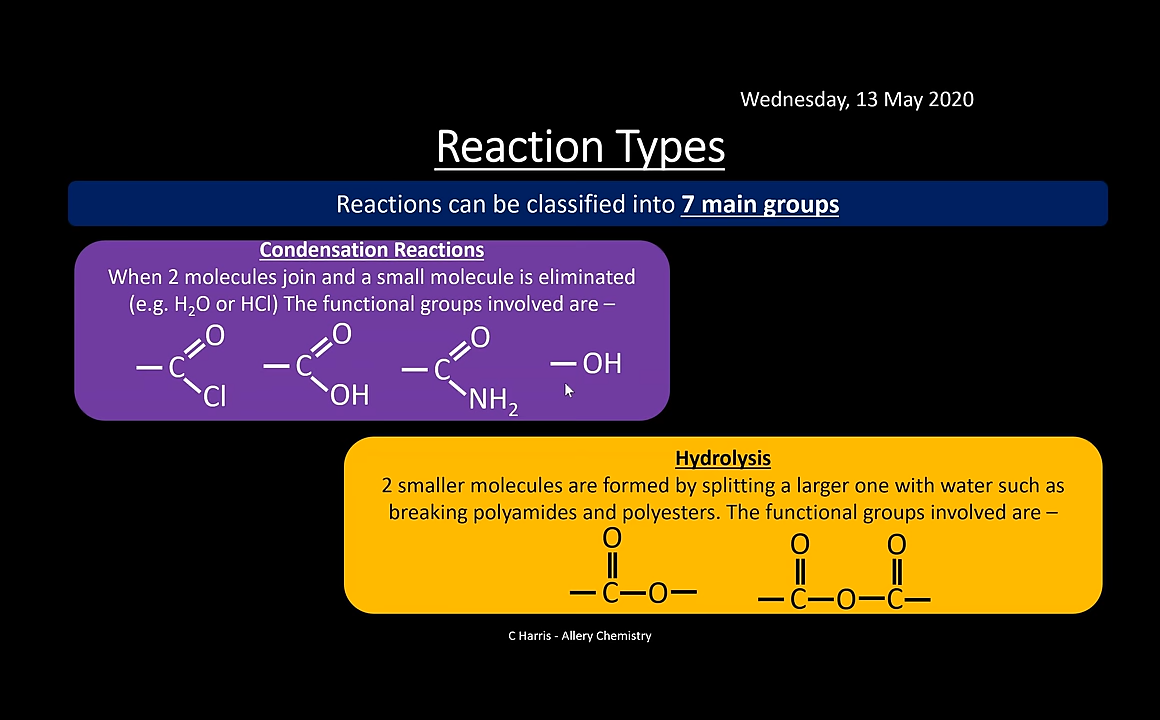 Wednesday, 13 May 2020
Reaction Types
Reactions can be classified into 7 main groups
Condensation Reactions
When 2 molecules join and a small molecule is eliminated
(e.g. H₂O or HCl) The functional groups involved are –
O O O
C C C OH
Cl OH NH₂
Hydrolysis
2 smaller molecules are formed by splitting a larger one with water such as
breaking polyamides and polyesters. The functional groups involved are –
O O O
C O C O C
C Harris - Allery Chemistry